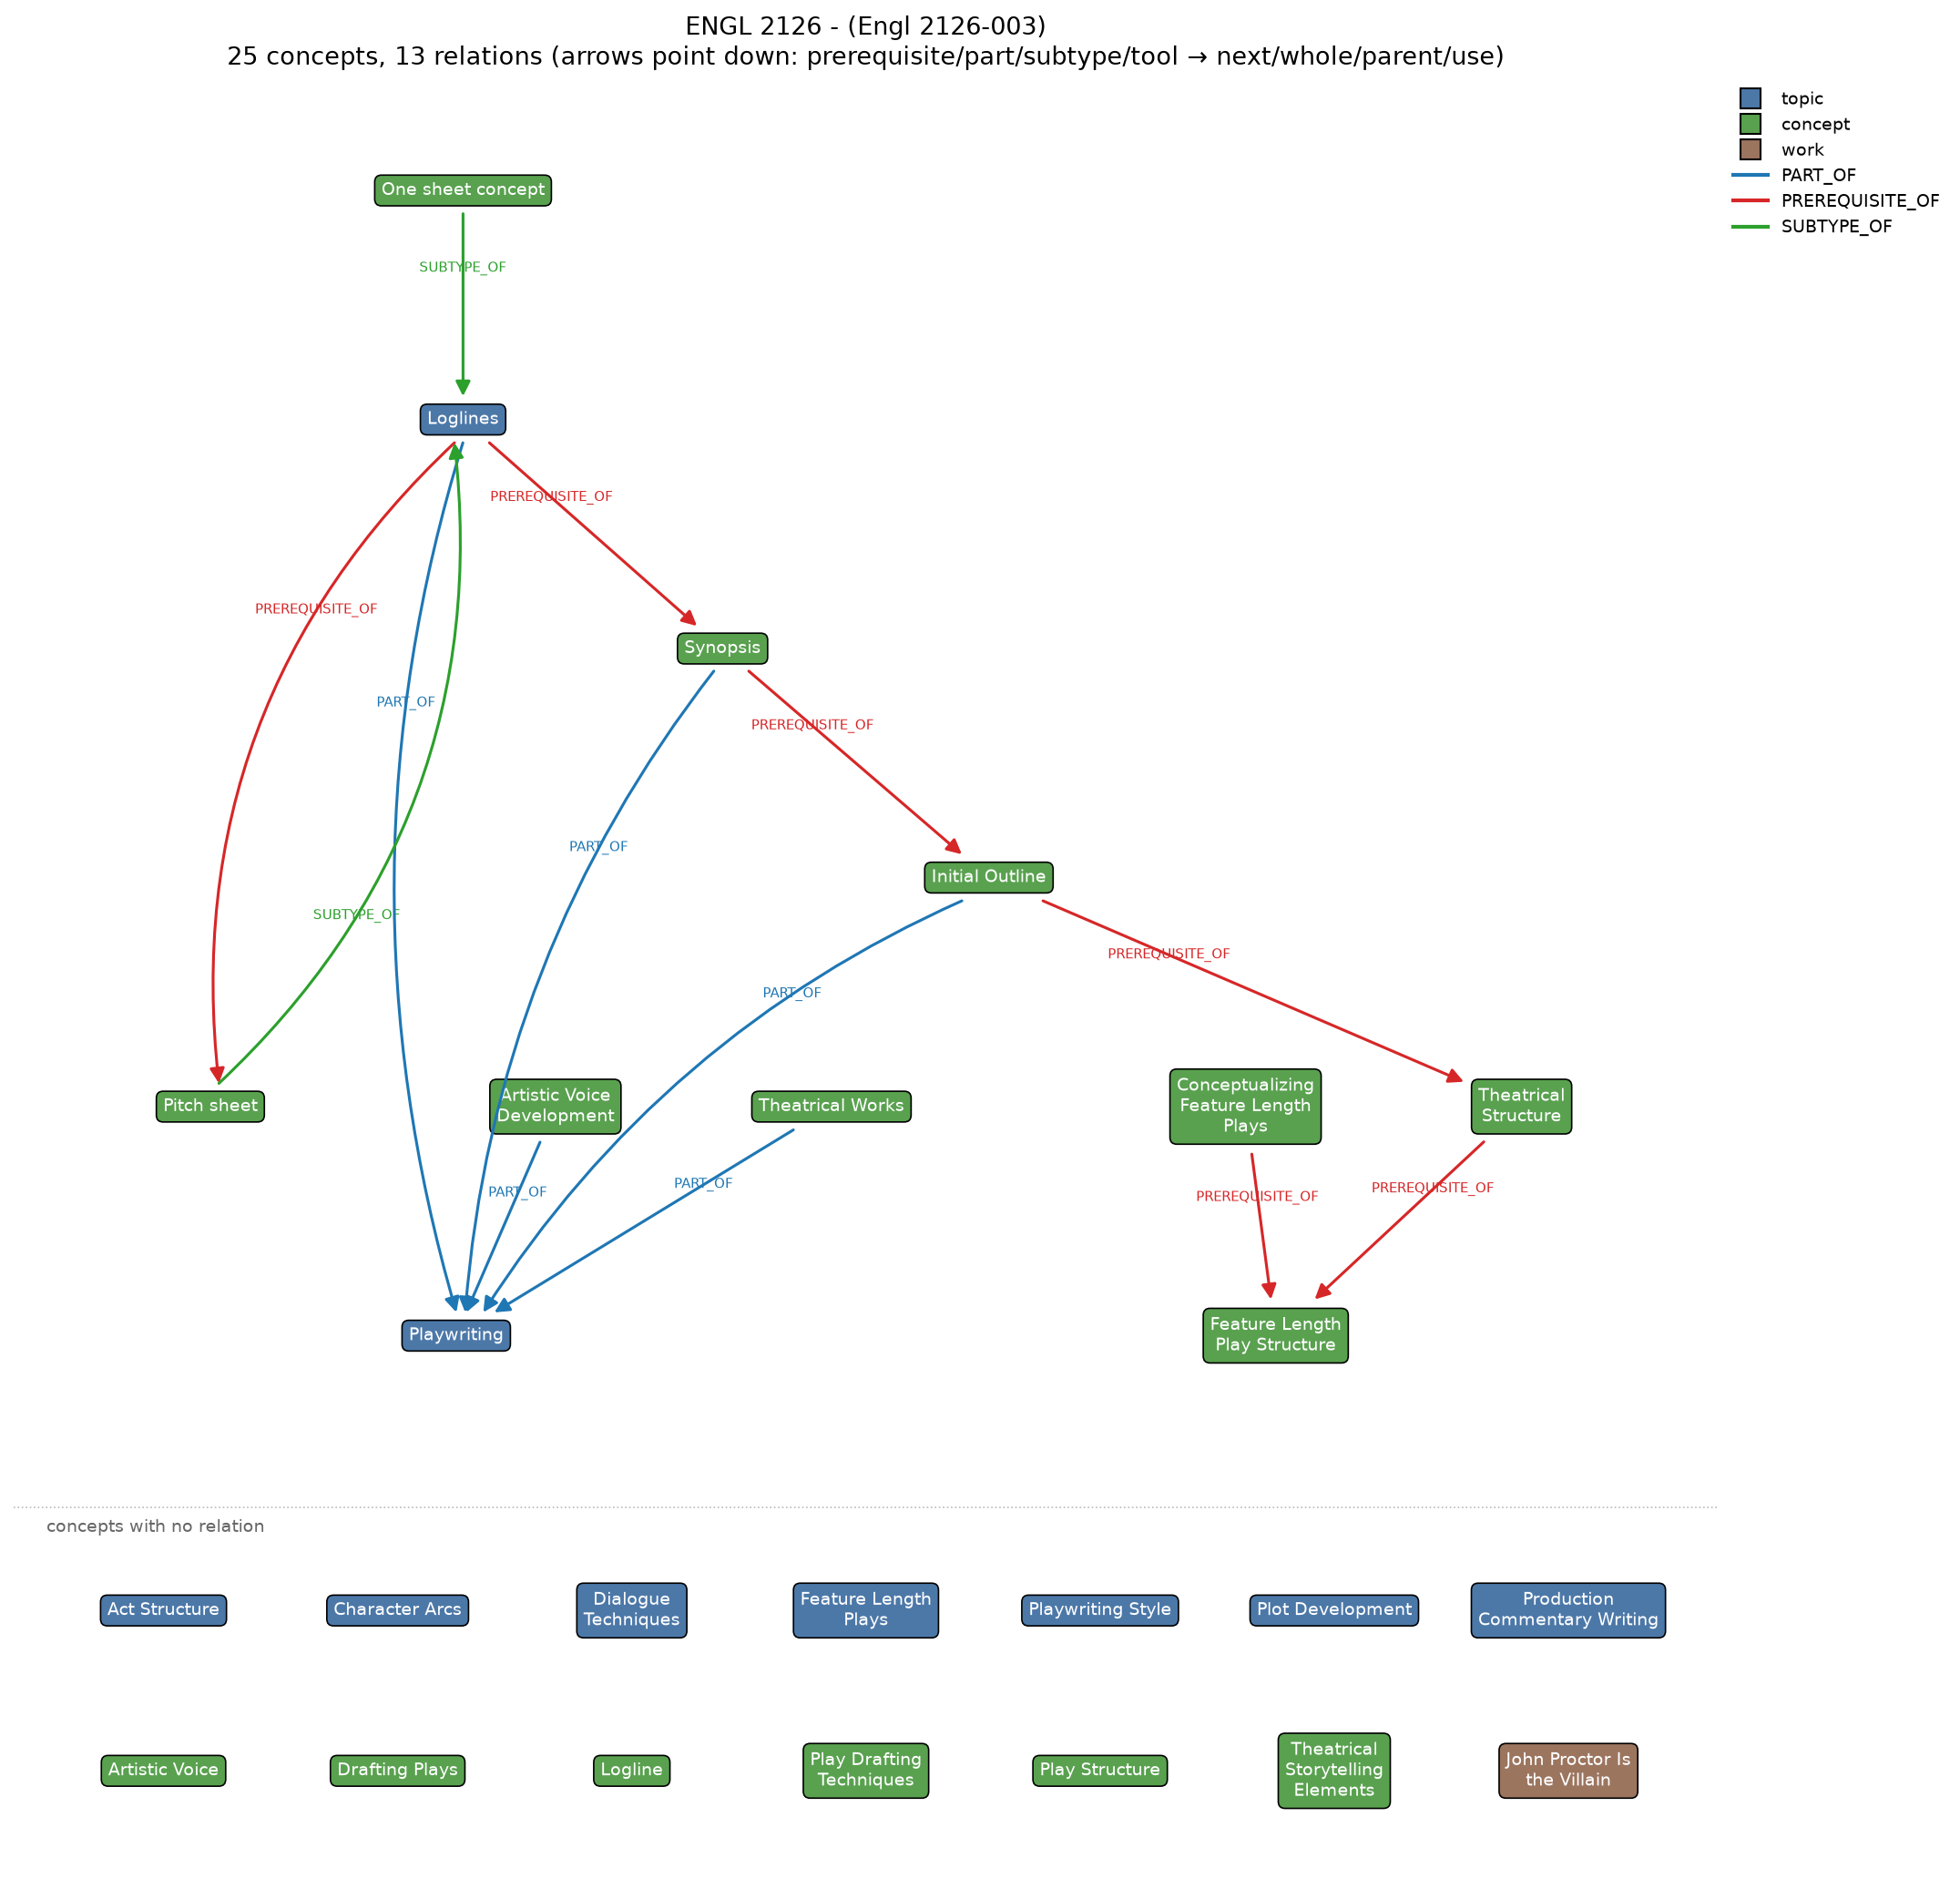 ENGL 2126 - (Engl 2126-003)
25 concepts, 13 relations (arrows point down: prerequisite/part/subtype/tool → next/whole/parent/use)
topic
concept
work
PART_OF
PREREQUISITE_OF
SUBTYPE_OF
One sheet concept
SUBTYPE_OF
Loglines
PREREQUISITE_OF
PREREQUISITE_OF
Synopsis
PART_OF
PREREQUISITE_OF
PART_OF
Initial Outline
SUBTYPE_OF
PREREQUISITE_OF
PART_OF
Pitch sheet
Artistic Voice
Development
Theatrical Works
Conceptualizing
Feature Length
Plays
Theatrical
Structure
PART_OF
PART_OF
PREREQUISITE_OF
PREREQUISITE_OF
Playwriting
Feature Length
Play Structure
concepts with no relation
Act Structure
Character Arcs
Dialogue
Techniques
Feature Length
Plays
Playwriting Style
Plot Development
Production
Commentary Writing
Artistic Voice
Drafting Plays
Logline
Play Drafting
Techniques
Play Structure
Theatrical
Storytelling
Elements
John Proctor Is
the Villain